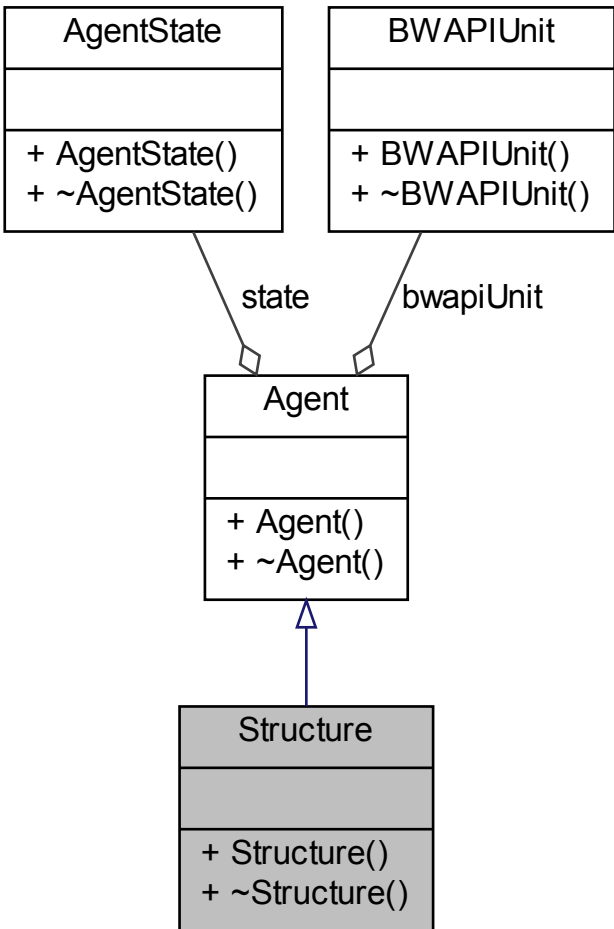 AgentState
+ AgentState()
+ ~AgentState()
BWAPIUnit
+ BWAPIUnit()
+ ~BWAPIUnit()
state
bwapiUnit
Agent
+ Agent()
+ ~Agent()
Structure
+ Structure()
+ ~Structure()